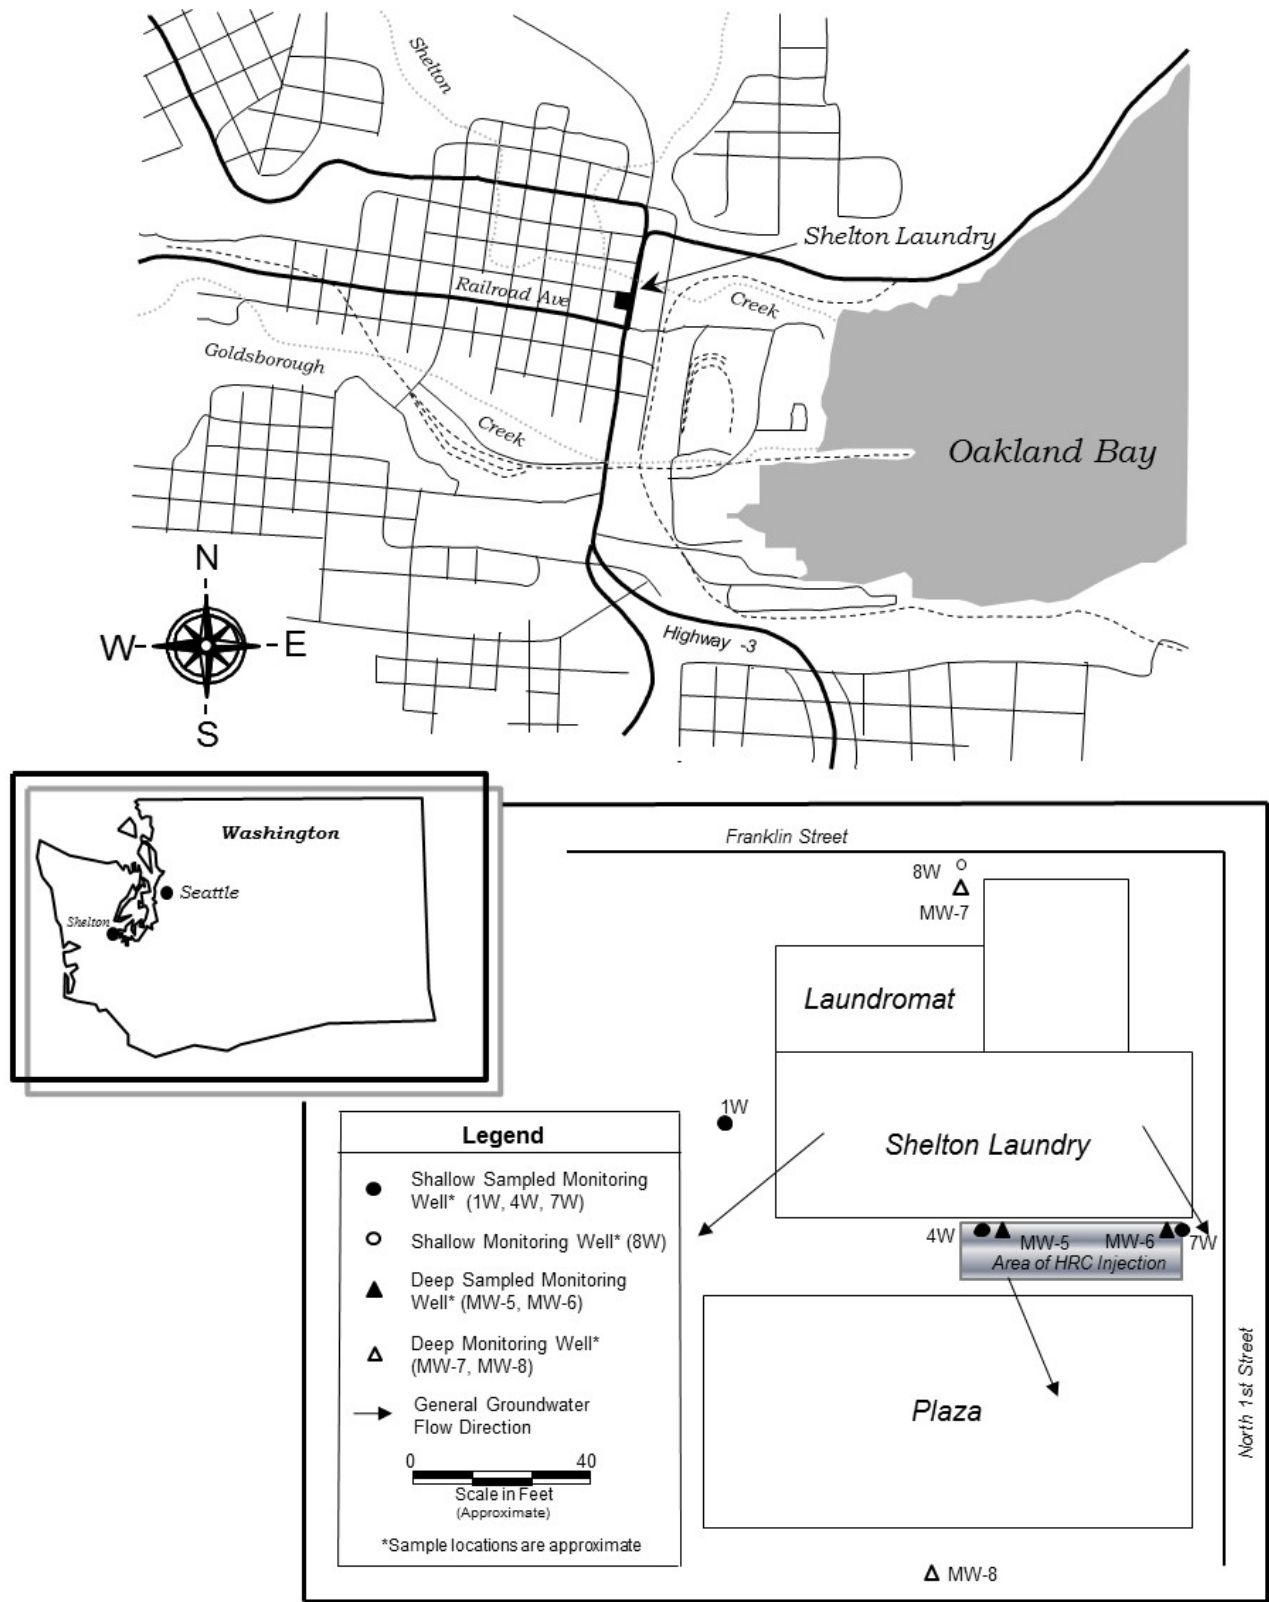 Shelton
Shelton Laundry
Railroad Ave
Creek
Goldsborough
Creek
Oakland Bay
N
W
E
S
Highway -3
Washington
Seattle
Shelton
Franklin Street
8W
MW-7
Laundromat
1W
Shelton Laundry
4W
MW-5
MW-6
7W
Area of HRC Injection
Plaza
North 1st Street
MW-8
Legend
Shallow Sampled Monitoring
Well* (1W, 4W, 7W)
Shallow Monitoring Well* (8W)
Deep Sampled Monitoring
Well* (MW-5, MW-6)
Deep Monitoring Well*
(MW-7, MW-8)
General Groundwater
Flow Direction
0 40
Scale in Feet
(Approximate)
*Sample locations are approximate